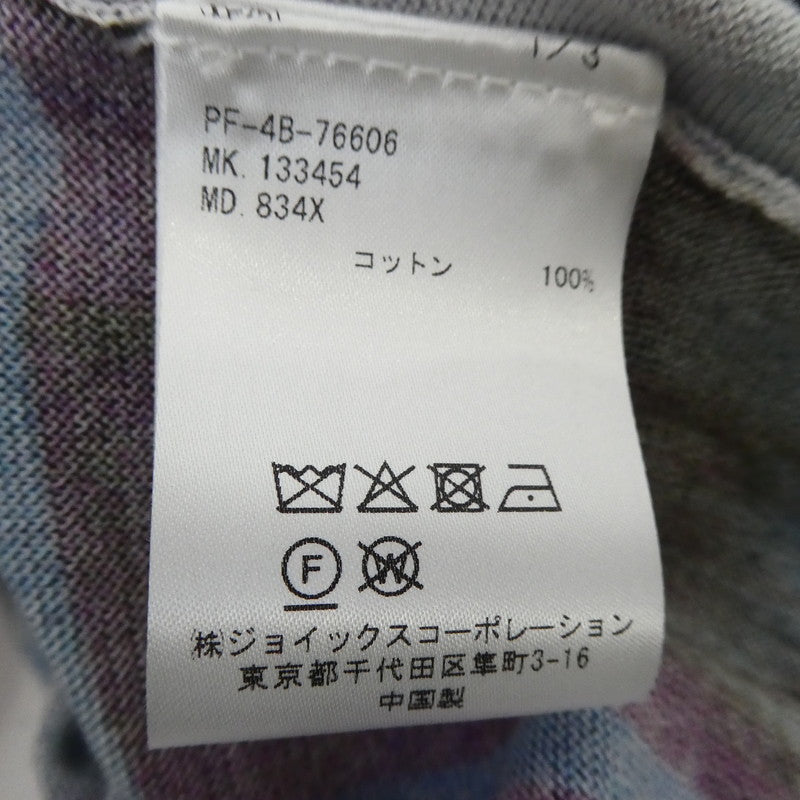 1/3
PF-4B-76606
MK. 133454
MD. 834X
コットン 100%
F
W
㈱ジョイックスコーポレーション
東京都千代田区隼町3-16
中国製